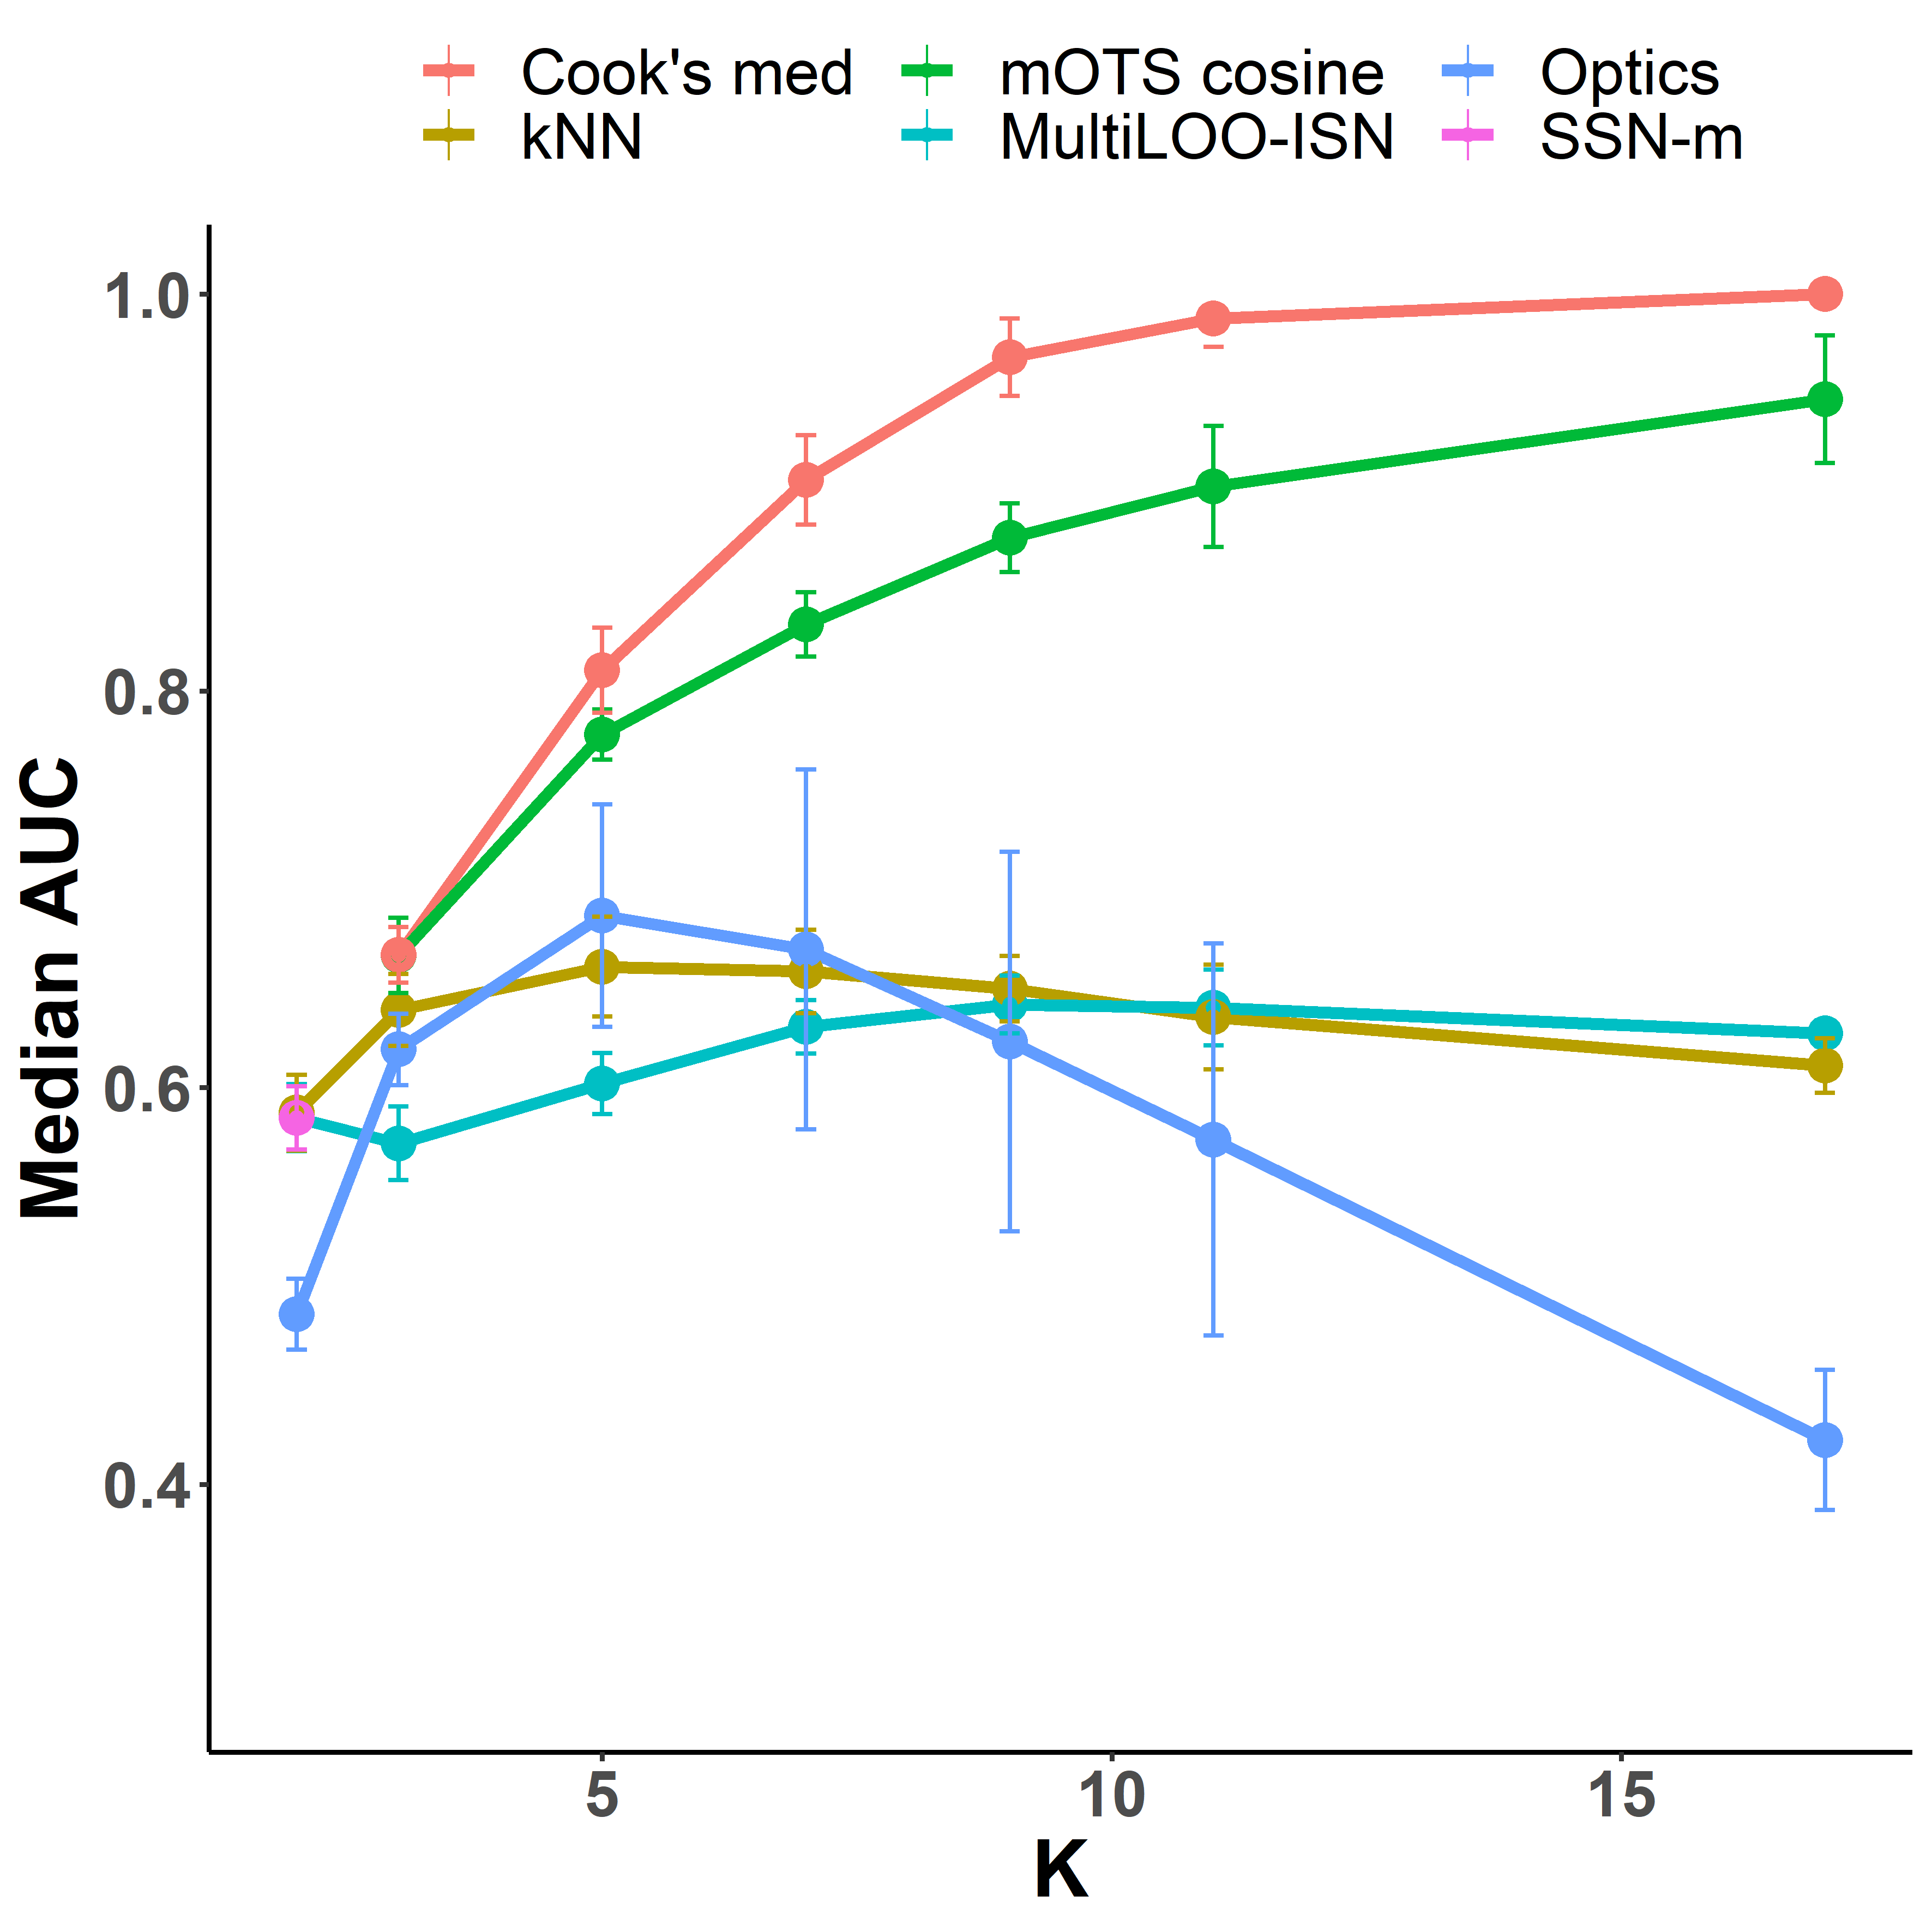 Cook's med mOTS cosine Optics
kNN MultiLOO-ISN SSN-m
1.0
0.8
0.6
0.4
Median AUC
5 10 15
K